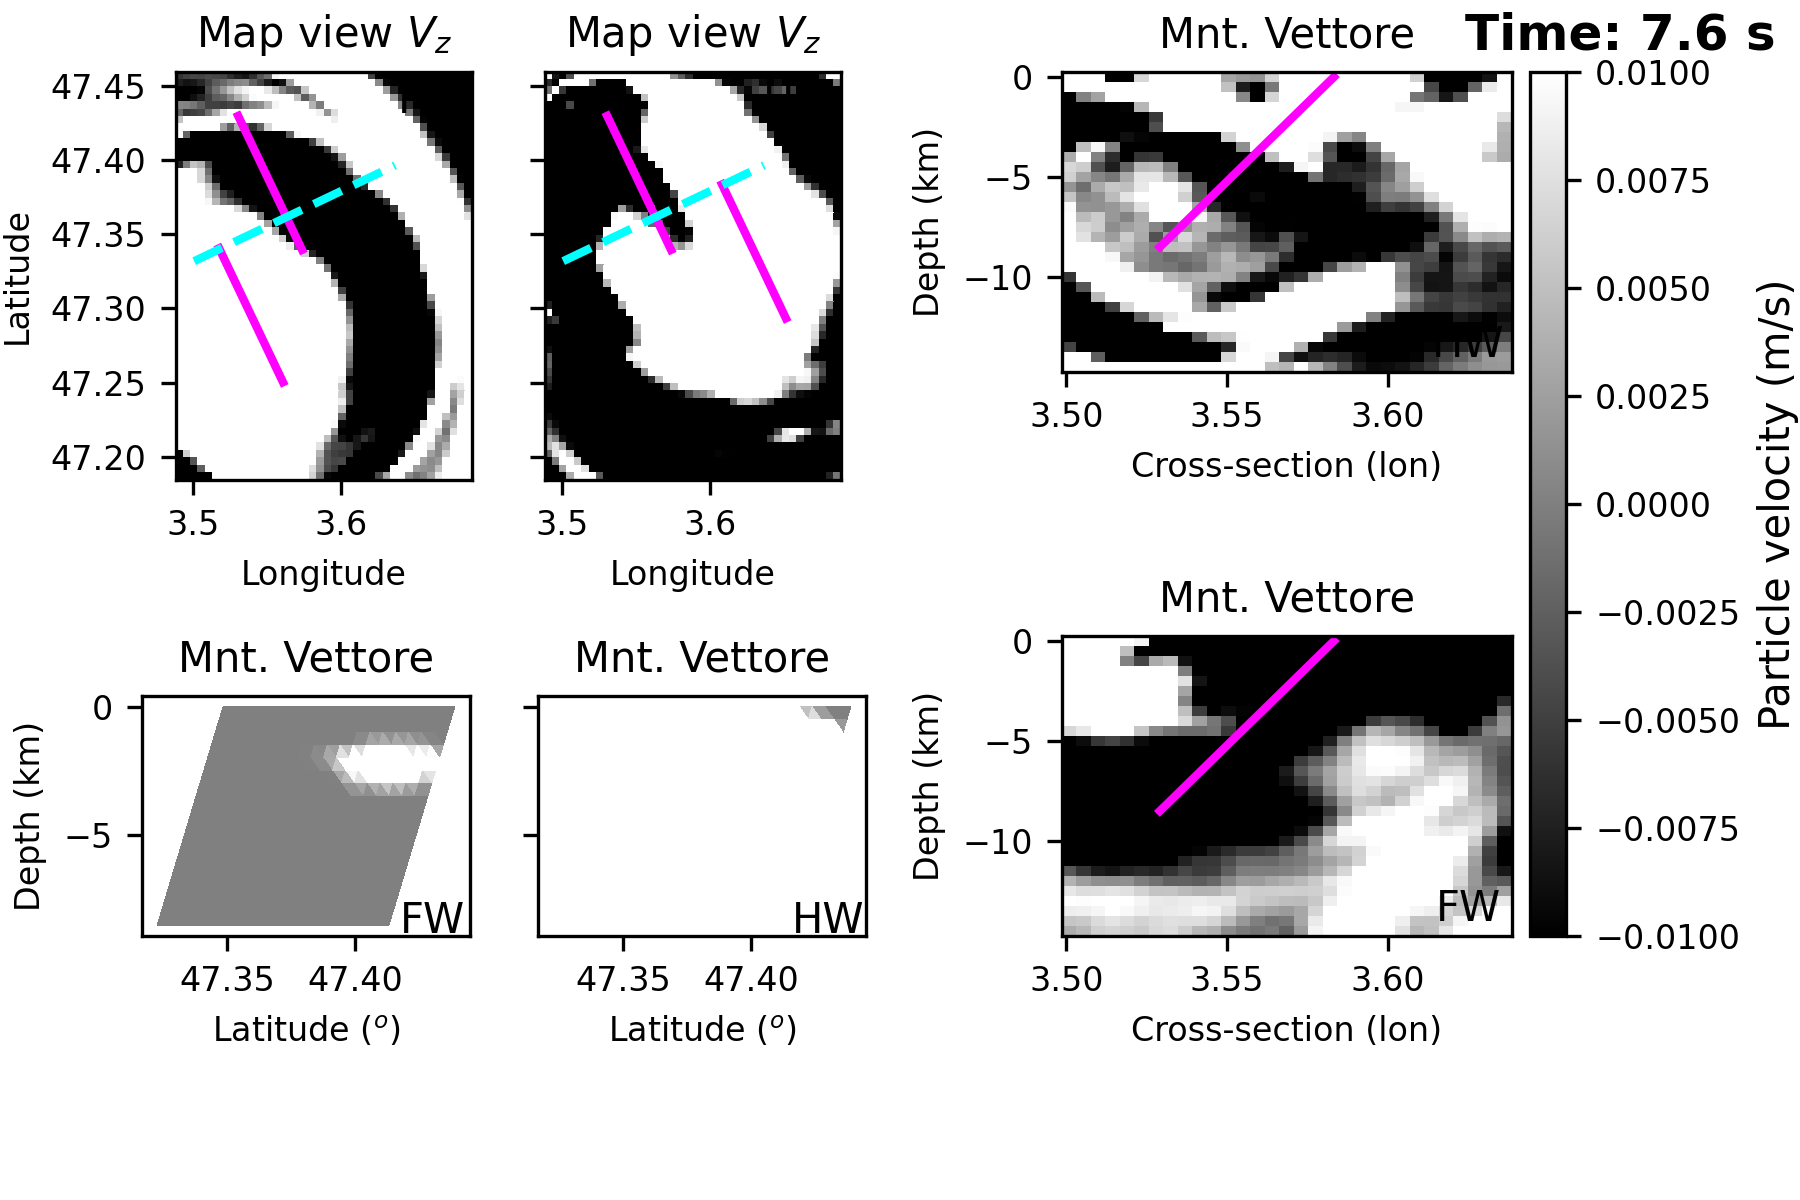 Map view Vz
Map view Vz
Mnt. Vettore
Time: 7.6 s
47.45
47.40
47.35
47.30
47.25
47.20
Latitude
3.5
3.6
Longitude
3.5
3.6
Longitude
0
−5
−10
Depth (km)
HW
3.50
3.55
3.60
Cross-section (lon)
0.0100
0.0075
0.0050
0.0025
0.0000
−0.0025
−0.0050
−0.0075
−0.0100
Particle velocity (m/s)
Mnt. Vettore
0
−5
Depth (km)
FW
47.35
47.40
Latitude (o)
Mnt. Vettore
HW
47.35
47.40
Latitude (o)
Mnt. Vettore
0
−5
−10
Depth (km)
FW
3.50
3.55
3.60
Cross-section (lon)